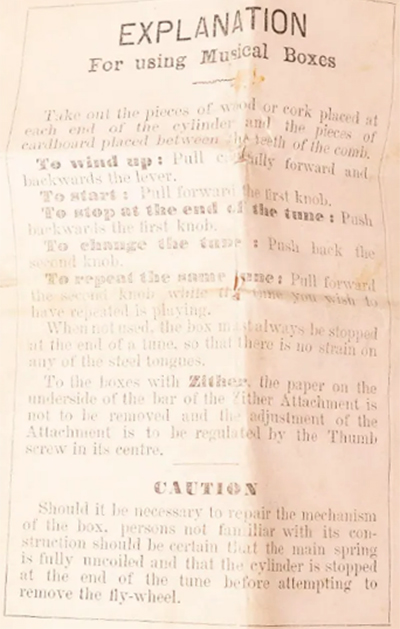 EXPLANATION
For using Musical Boxes
Take out the pieces of wood or cork placed at
each end of the cylinder and the pieces of
cardboard placed between the teeth of the comb.
To wind up: Pull carefully forward and
backwards the lever.
To start: Pull forward the first knob.
To stop at the end of the tune: Push
backwards the first knob.
To change the tune: Push back the
second knob.
To repeat the same tune: Pull forward
the second knob while the tune you wish to
have repeated is playing.
When not used, the box must always be stopped
at the end of a tune, so that there is no strain on
any of the steel tongues.
To the boxes with Zither, the paper on the
underside of the bar of the Zither Attachment is
not to be removed and the adjustment of the
Attachment is to be regulated by the Thumb
screw in its centre.
CAUTION
Should it be necessary to repair the mechanism
of the box, persons not familiar with its con-
struction should be certain that the main spring
is fully uncoiled and that the cylinder is stopped
at the end of the tune before attempting to
remove the fly-wheel.